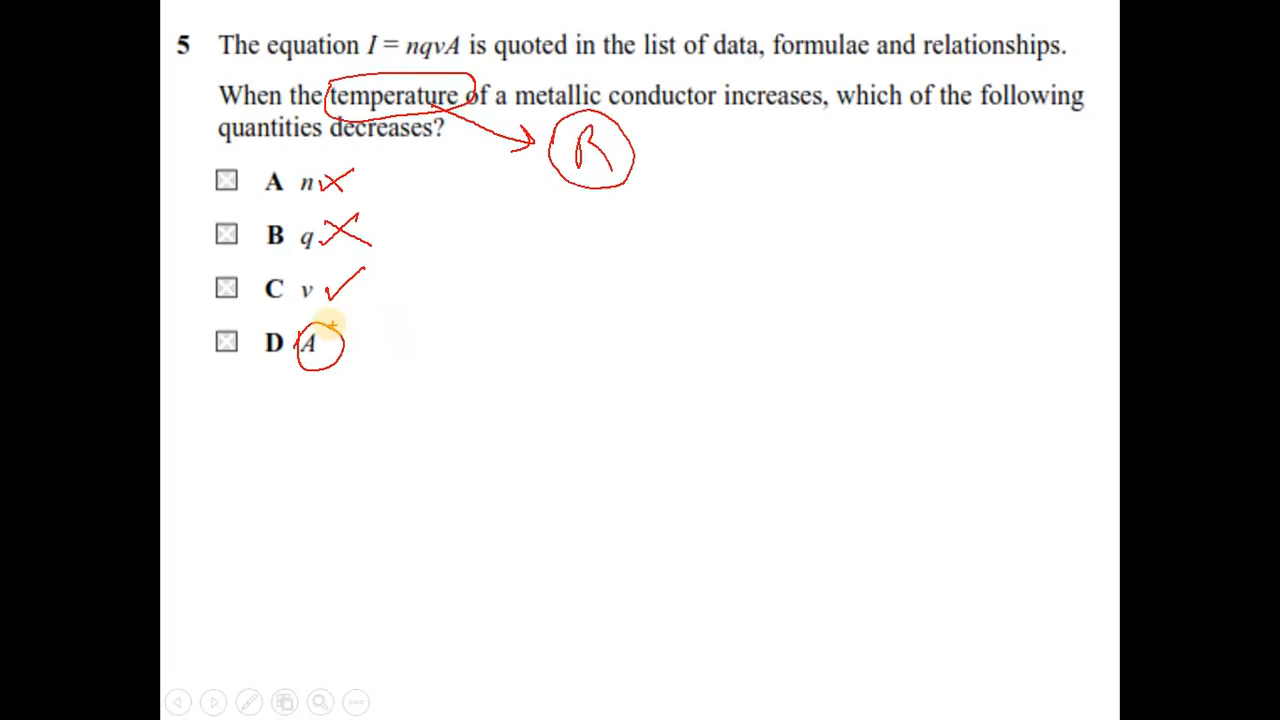 5 The equation I = nqvA is quoted in the list of data, formulae and relationships.
When the temperature of a metallic conductor increases, which of the following
quantities decreases?
R
A n
B q
C v
D A